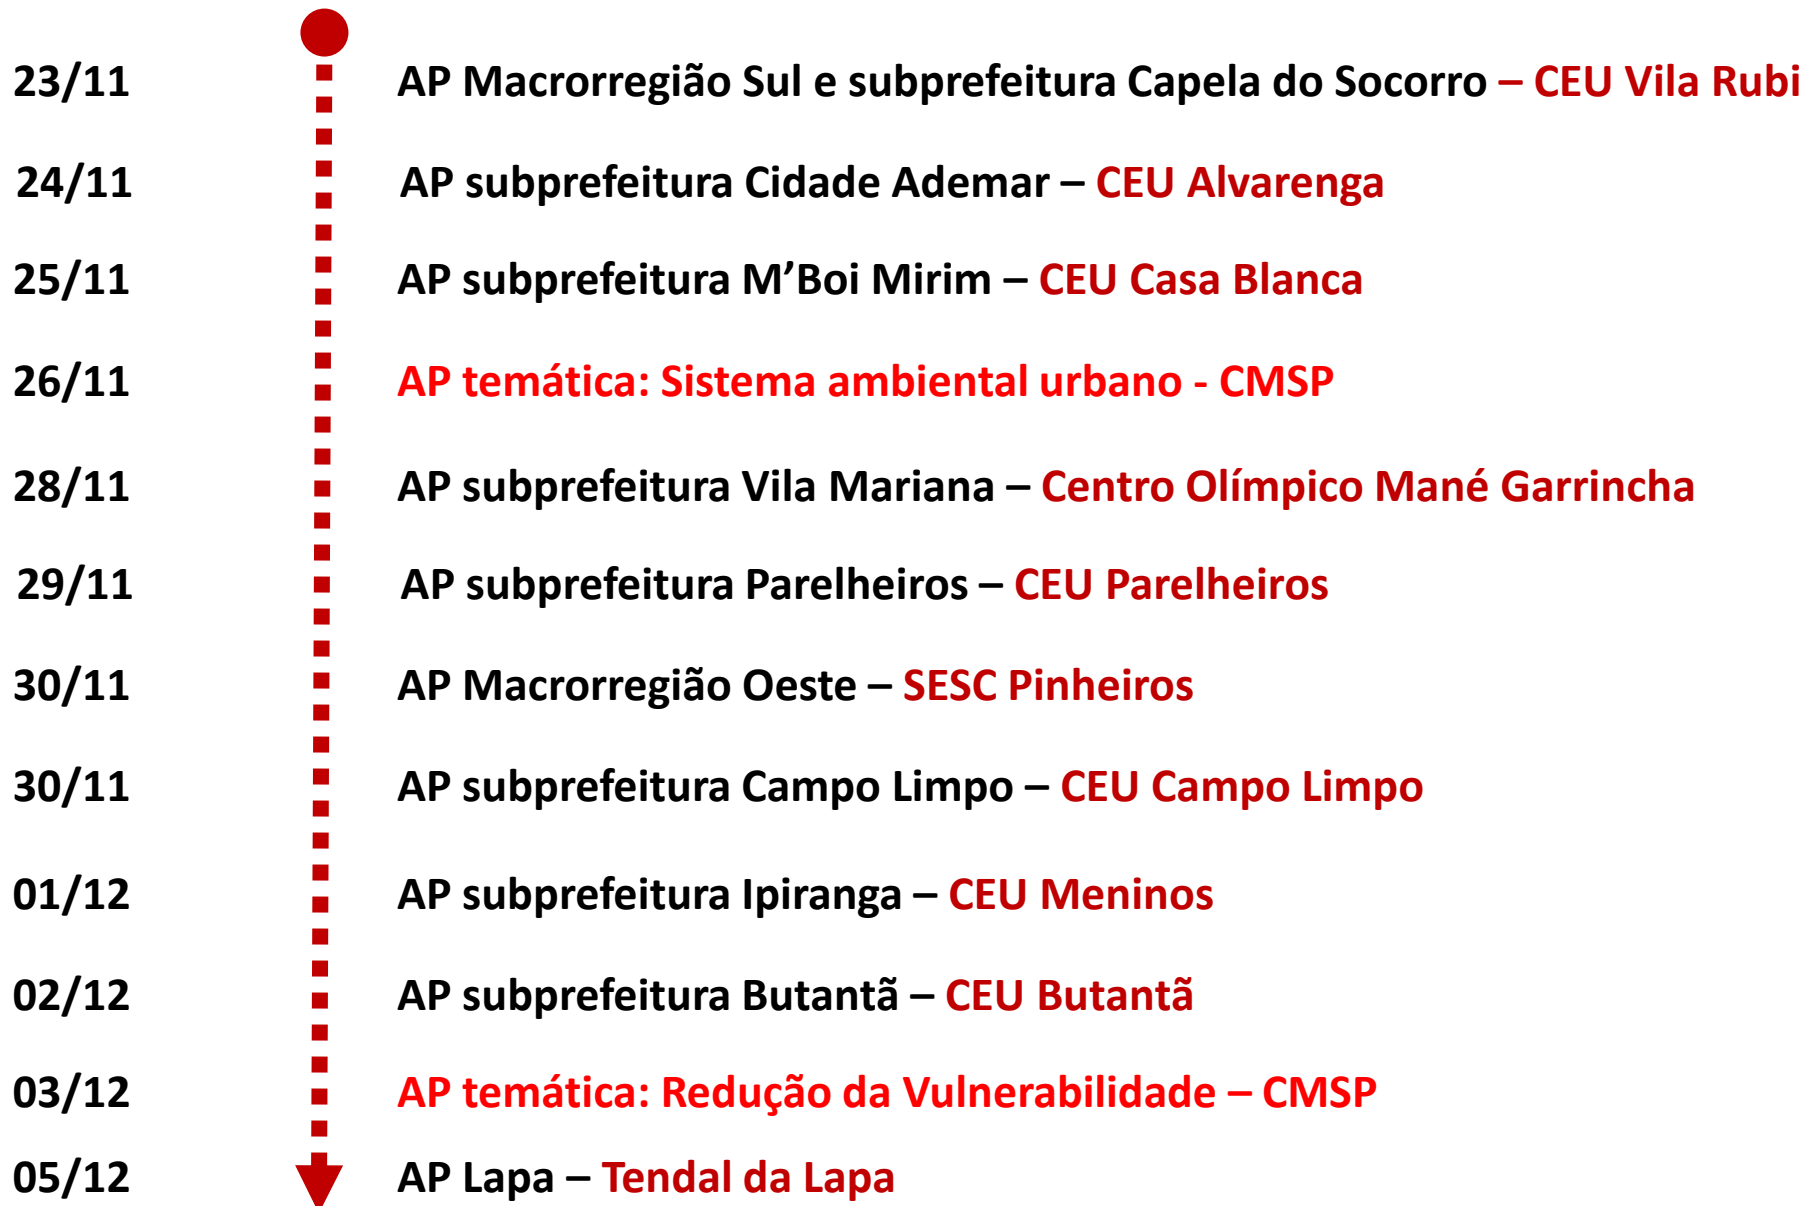 23/11 AP Macrorregião Sul e subprefeitura Capela do Socorro – CEU Vila Rubi
24/11 AP subprefeitura Cidade Ademar – CEU Alvarenga
25/11 AP subprefeitura M’Boi Mirim – CEU Casa Blanca
26/11 AP temática: Sistema ambiental urbano - CMSP
28/11 AP subprefeitura Vila Mariana – Centro Olímpico Mané Garrincha
29/11 AP subprefeitura Parelheiros – CEU Parelheiros
30/11 AP Macrorregião Oeste – SESC Pinheiros
30/11 AP subprefeitura Campo Limpo – CEU Campo Limpo
01/12 AP subprefeitura Ipiranga – CEU Meninos
02/12 AP subprefeitura Butantã – CEU Butantã
03/12 AP temática: Redução da Vulnerabilidade – CMSP
05/12 AP Lapa – Tendal da Lapa